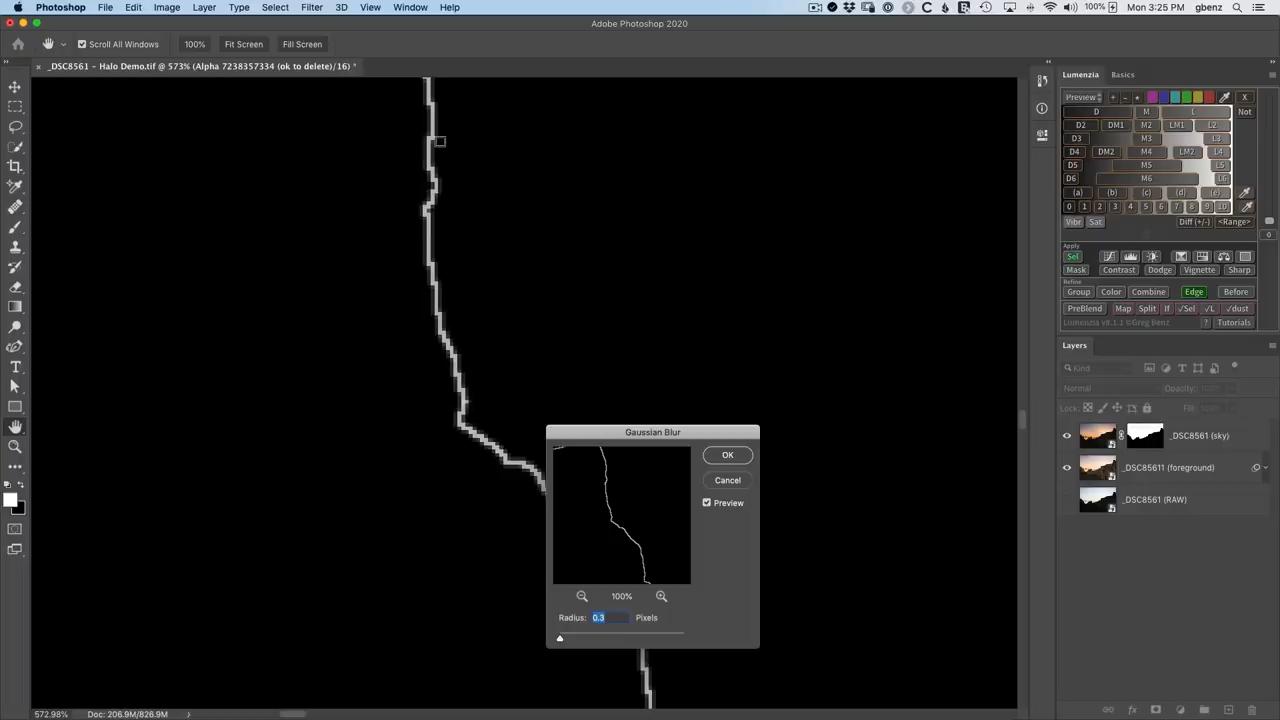 Photoshop File Edit Image Layer Type Select Filter 3D View Window Help 100% Mon 3:25 PM gbenz
Adobe Photoshop 2020
Scroll All Windows 100% Fit Screen Fill Screen
_DSC8561 - Halo Demo.tif @ 573% (Alpha 7238357334 (ok to delete)/16) *
Lumenzia Basics
Preview + - X
D M L Not
D2 DM1 M2 LM1 L2
D3 M3 L3
D4 DM2 M4 LM2 L4
D5 M5 L5
D6 M6 L6
(a) (b) (c) (d) (e)
0 1 2 3 4 5 6 7 8 9 10
Vibr Sat Diff (+/-) <Range>
0
Apply
Sel
Mask Contrast Dodge Vignette Sharp
Refine
Group Color Combine Edge Before
PreBlend Map Split If √Sel √L √dust
Lumenzia v8.1.1 ©Greg Benz ? Tutorials
Layers
Kind
Normal Opacity: 100%
Lock: Fill: 100%
_DSC8561 (sky)
_DSC85611 (foreground)
_DSC8561 (RAW)
Gaussian Blur
OK
Cancel
Preview
100%
Radius: 0.3 Pixels
572.98% Doc: 206.9M/826.9M